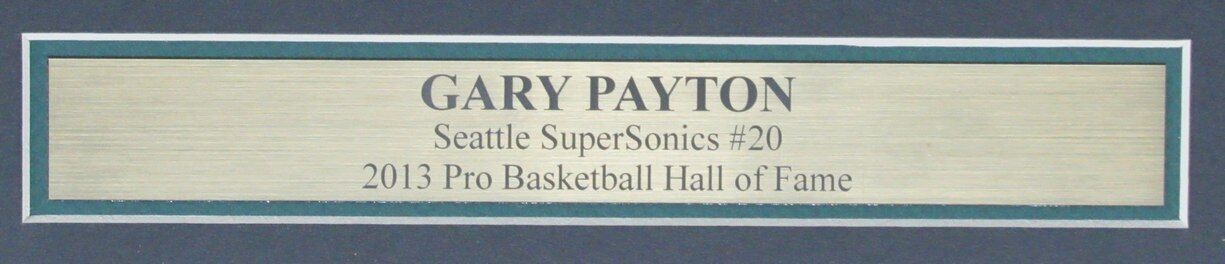 GARY PAYTON
Seattle SuperSonics #20
2013 Pro Basketball Hall of Fame